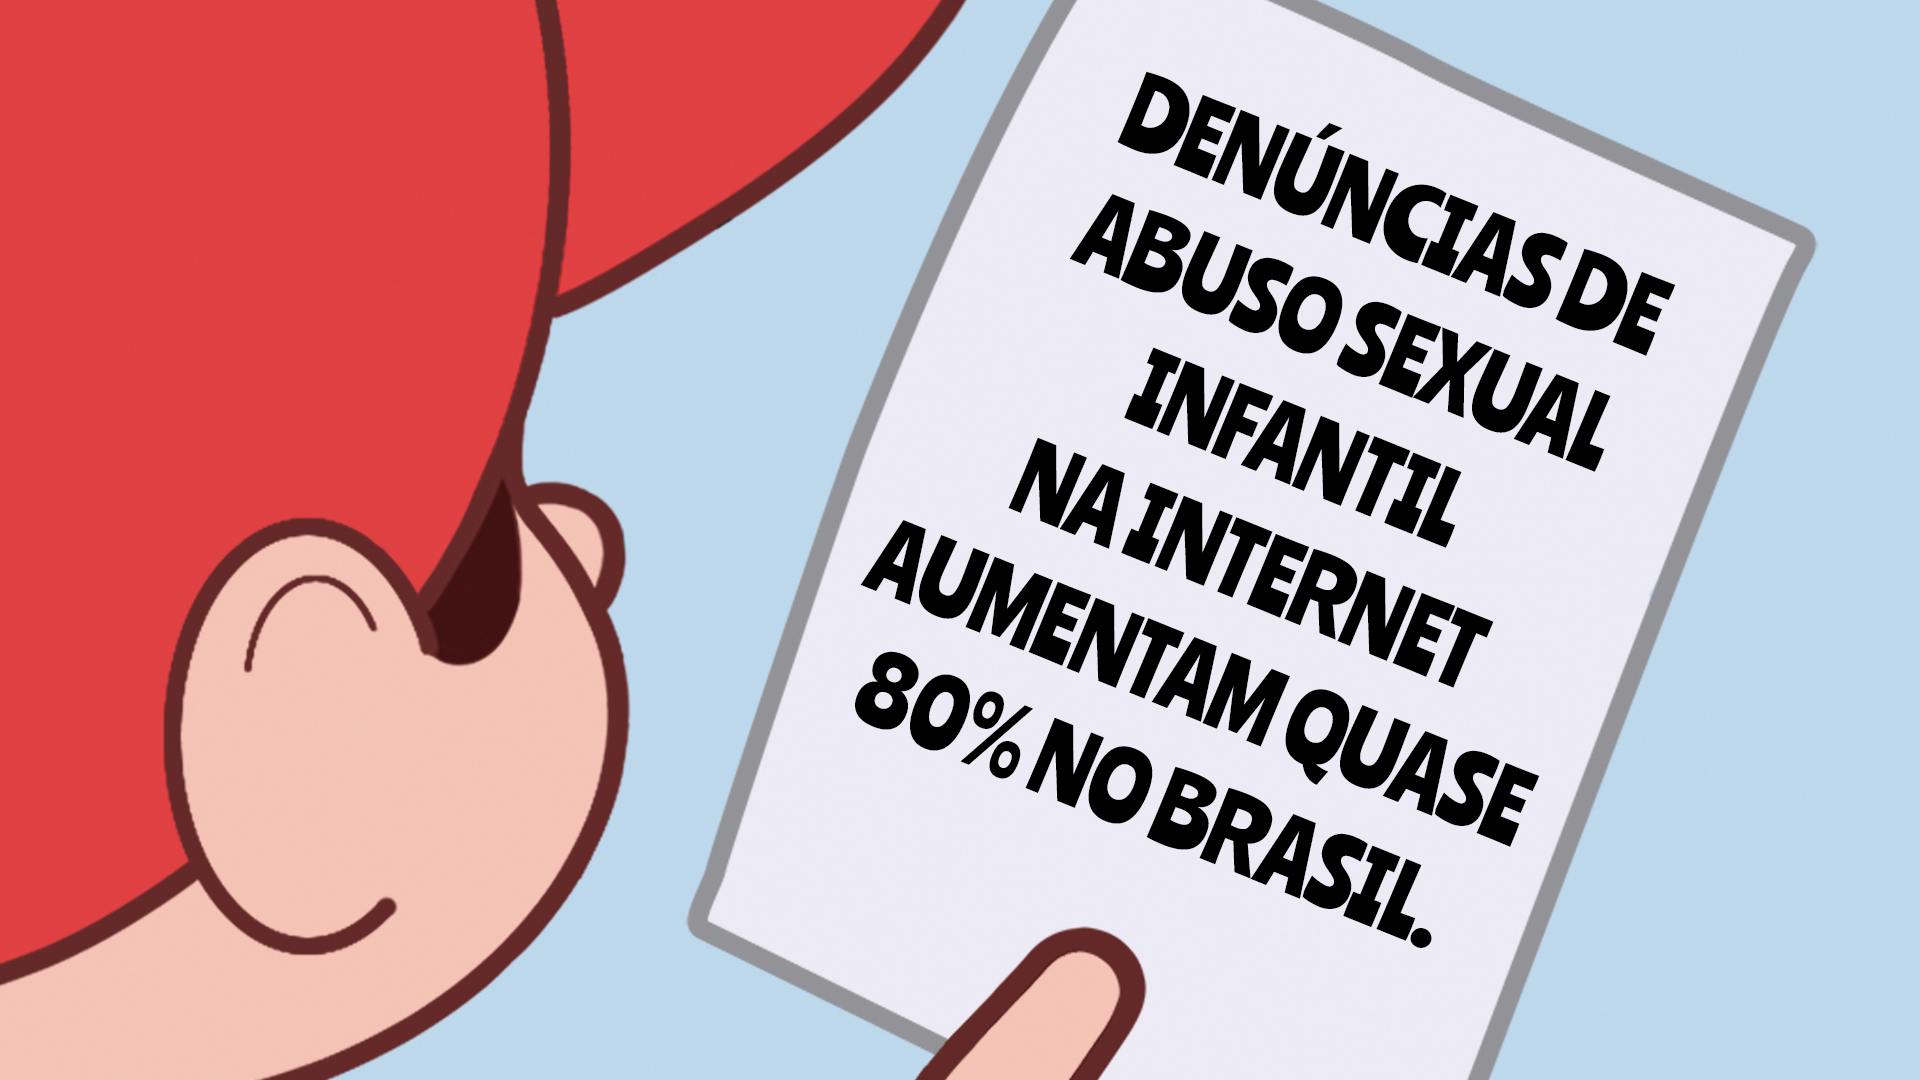 DENÚNCIAS DE
ABUSO SEXUAL
INFANTIL
NA INTERNET
AUMENTAM QUASE
80% NO BRASIL.